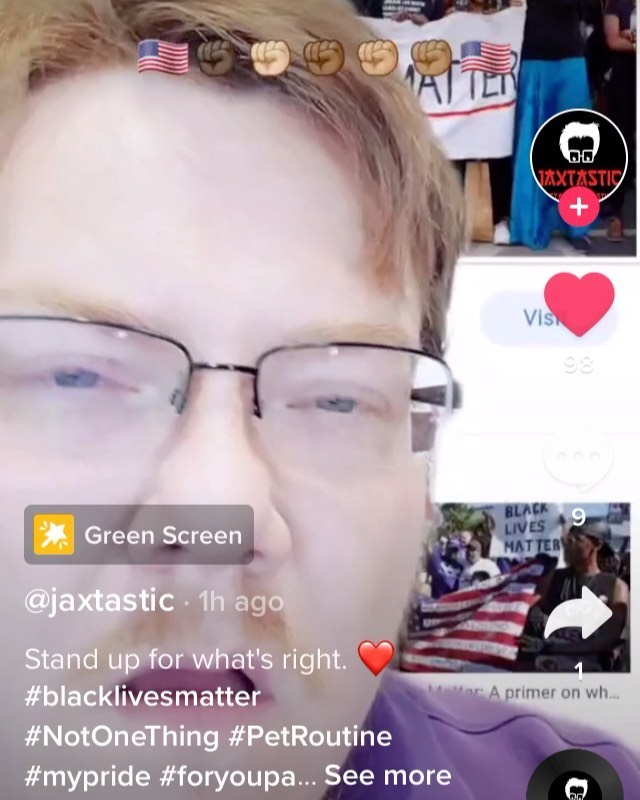 MATTER
JAXTASTIC
Visit
98
BLACK
LIVES
MATTER
9
Green Screen
@jaxtastic · 1h ago
1
Stand up for what's right. ❤️
Matter: A primer on wh...
#blacklivesmatter
#NotOneThing #PetRoutine
#mypride #foryoupa... See more